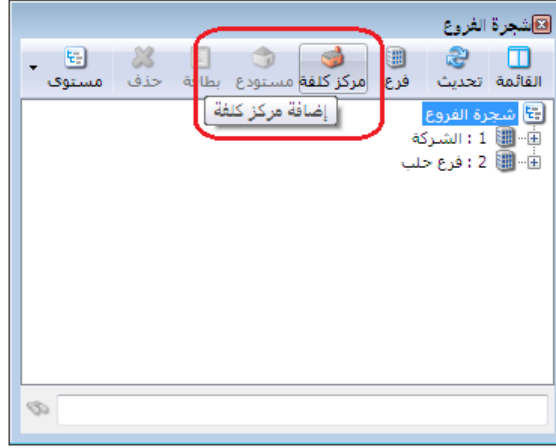 شجرة الفروع
القائمة تحديث فرع مركز كلفة مستودع بطاقة حذف مستوى
إضافة مركز كلفة
شجرة الفروع
1 : الشركة
2 : فرع حلب